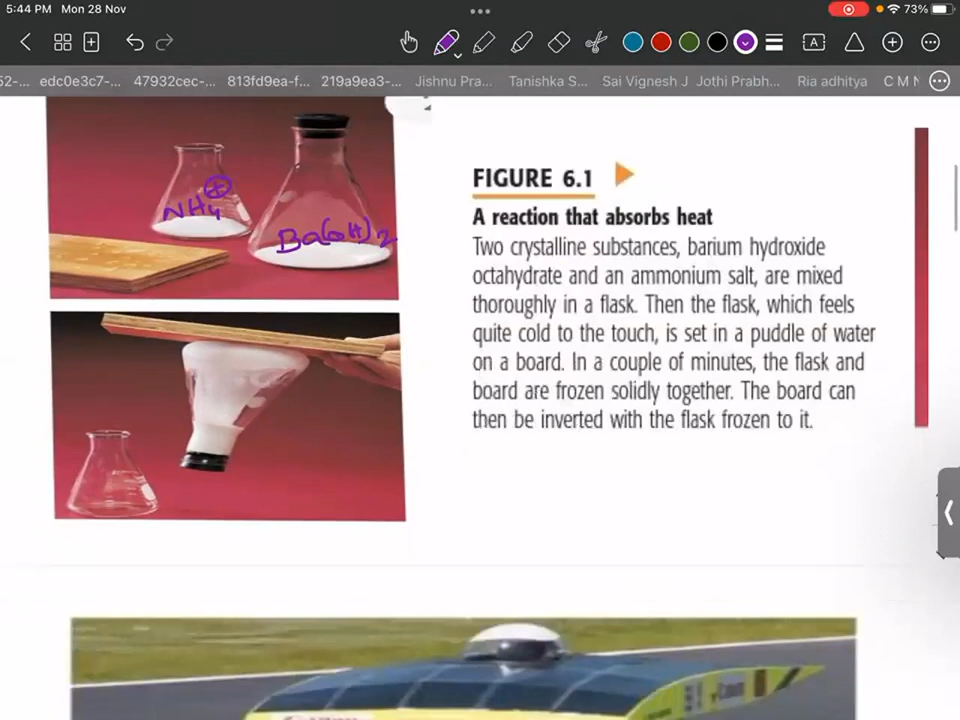 5:44 PM Mon 28 Nov
73%
A
52-... edc0e3c7-... 47932cec-... 813fd9ea-f... 219a9ea3-... Jishnu Pra... Tanishka S... Sai Vignesh J Jothi Prabh... Ria adhitya C M N
NH4+
Ba(OH)2
FIGURE 6.1
A reaction that absorbs heat
Two crystalline substances, barium hydroxide
octahydrate and an ammonium salt, are mixed
thoroughly in a flask. Then the flask, which feels
quite cold to the touch, is set in a puddle of water
on a board. In a couple of minutes, the flask and
board are frozen solidly together. The board can
then be inverted with the flask frozen to it.